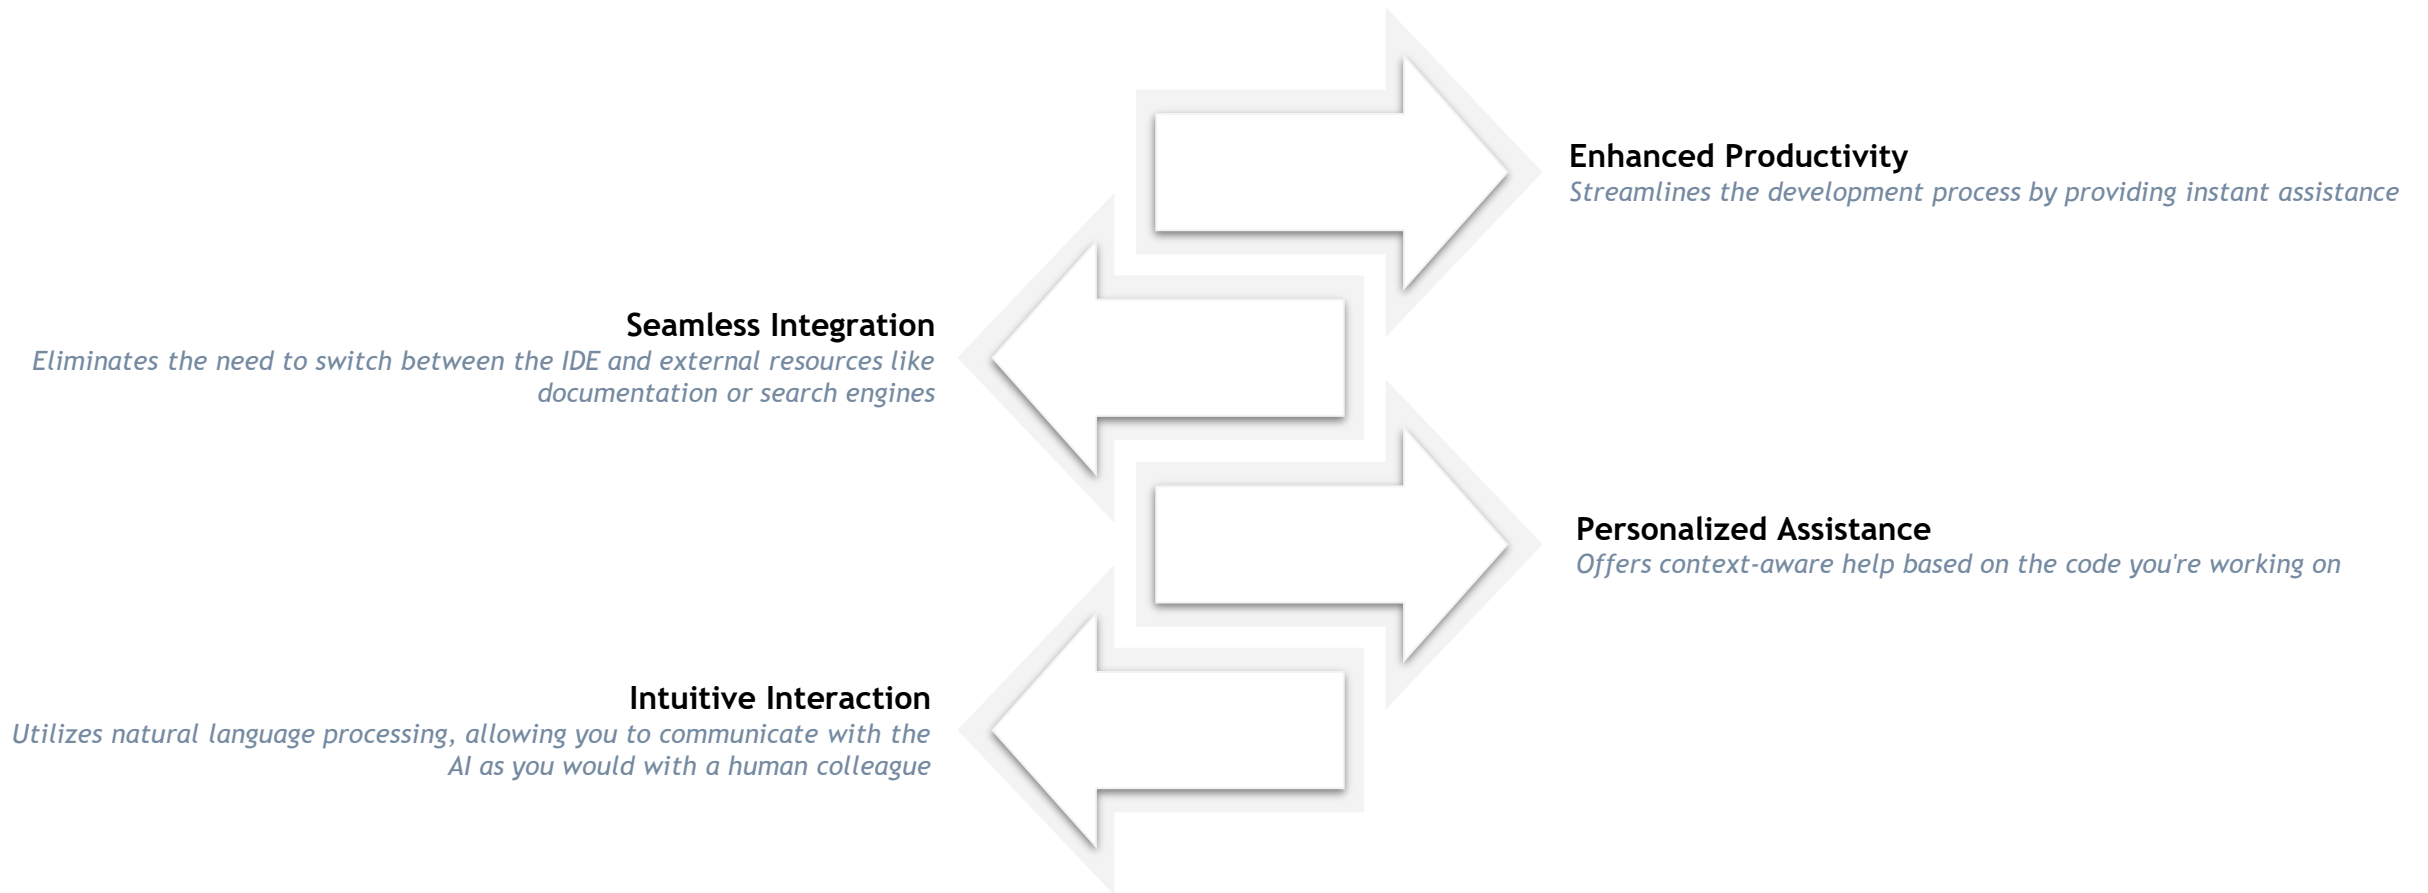 Enhanced Productivity
Streamlines the development process by providing instant assistance
Seamless Integration
Eliminates the need to switch between the IDE and external resources like
documentation or search engines
Personalized Assistance
Offers context-aware help based on the code you're working on
Intuitive Interaction
Utilizes natural language processing, allowing you to communicate with the
AI as you would with a human colleague